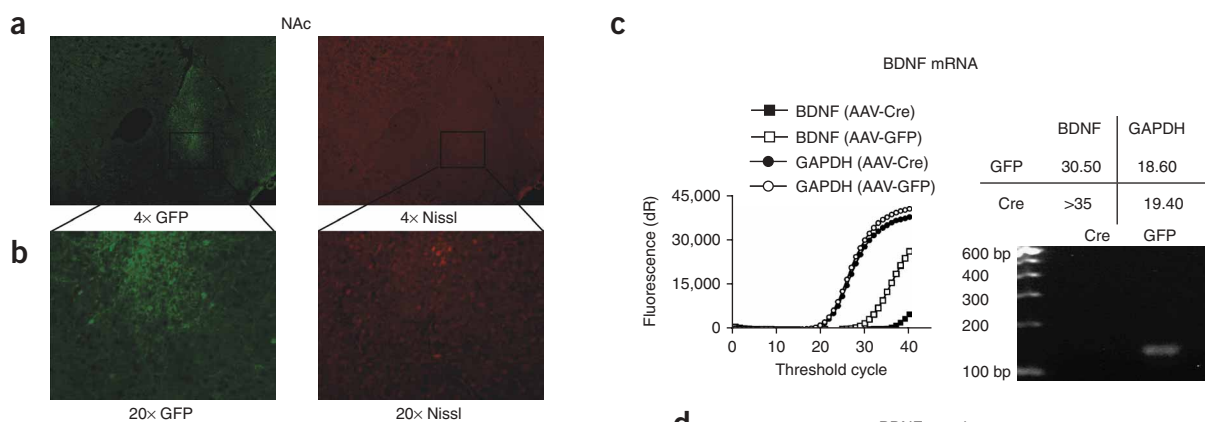 a
NAc
4× GFP
4× Nissl
b
20× GFP
20× Nissl
c
BDNF mRNA
BDNF (AAV-Cre)
BDNF (AAV-GFP)
GAPDH (AAV-Cre)
GAPDH (AAV-GFP)
45,000
30,000
15,000
0
Fluorescence (dR)
0 10 20 30 40
Threshold cycle
BDNF GAPDH
GFP 30.50 18.60
Cre >35 19.40
Cre GFP
600 bp
400
300
200
100 bp
d